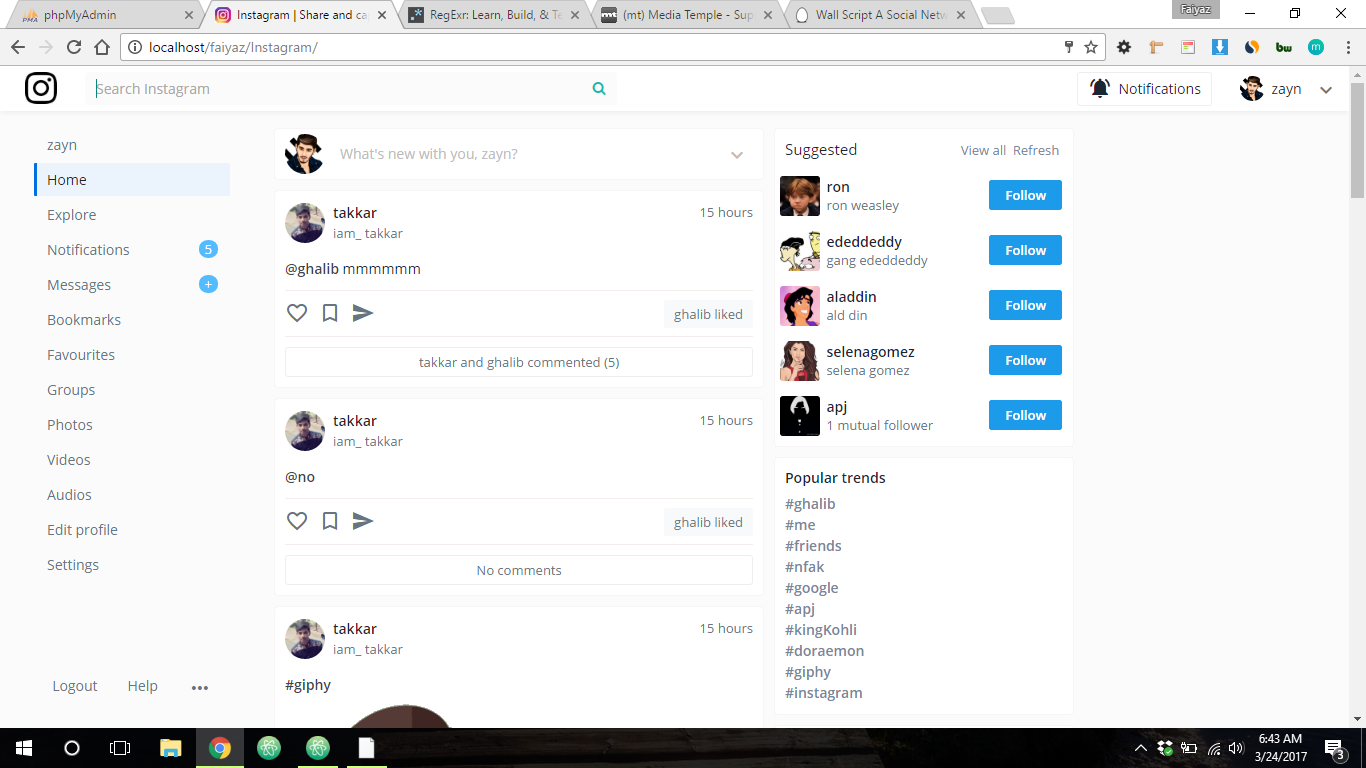 phpMyAdmin
Instagram | Share and ca
RegExr: Learn, Build, & Te
(mt) Media Temple - Sup
Wall Script A Social Netw
Faiyaz
localhost/faiyaz/Instagram/
Search Instagram
Notifications
zayn
zayn
Home
Explore
Notifications 5
Messages +
Bookmarks
Favourites
Groups
Photos
Videos
Audios
Edit profile
Settings
Logout Help
What's new with you, zayn?
takkar 15 hours
iam_ takkar
@ghalib mmmmmm
ghalib liked
takkar and ghalib commented (5)
takkar 15 hours
iam_ takkar
@no
ghalib liked
No comments
takkar 15 hours
iam_ takkar
#giphy
Suggested View all Refresh
ron
ron weasley
Follow
ededdeddy
gang ededdeddy
Follow
aladdin
ald din
Follow
selenagomez
selena gomez
Follow
apj
1 mutual follower
Follow
Popular trends
#ghalib
#me
#friends
#nfak
#google
#apj
#kingKohli
#doraemon
#giphy
#instagram
6:43 AM
3/24/2017
3